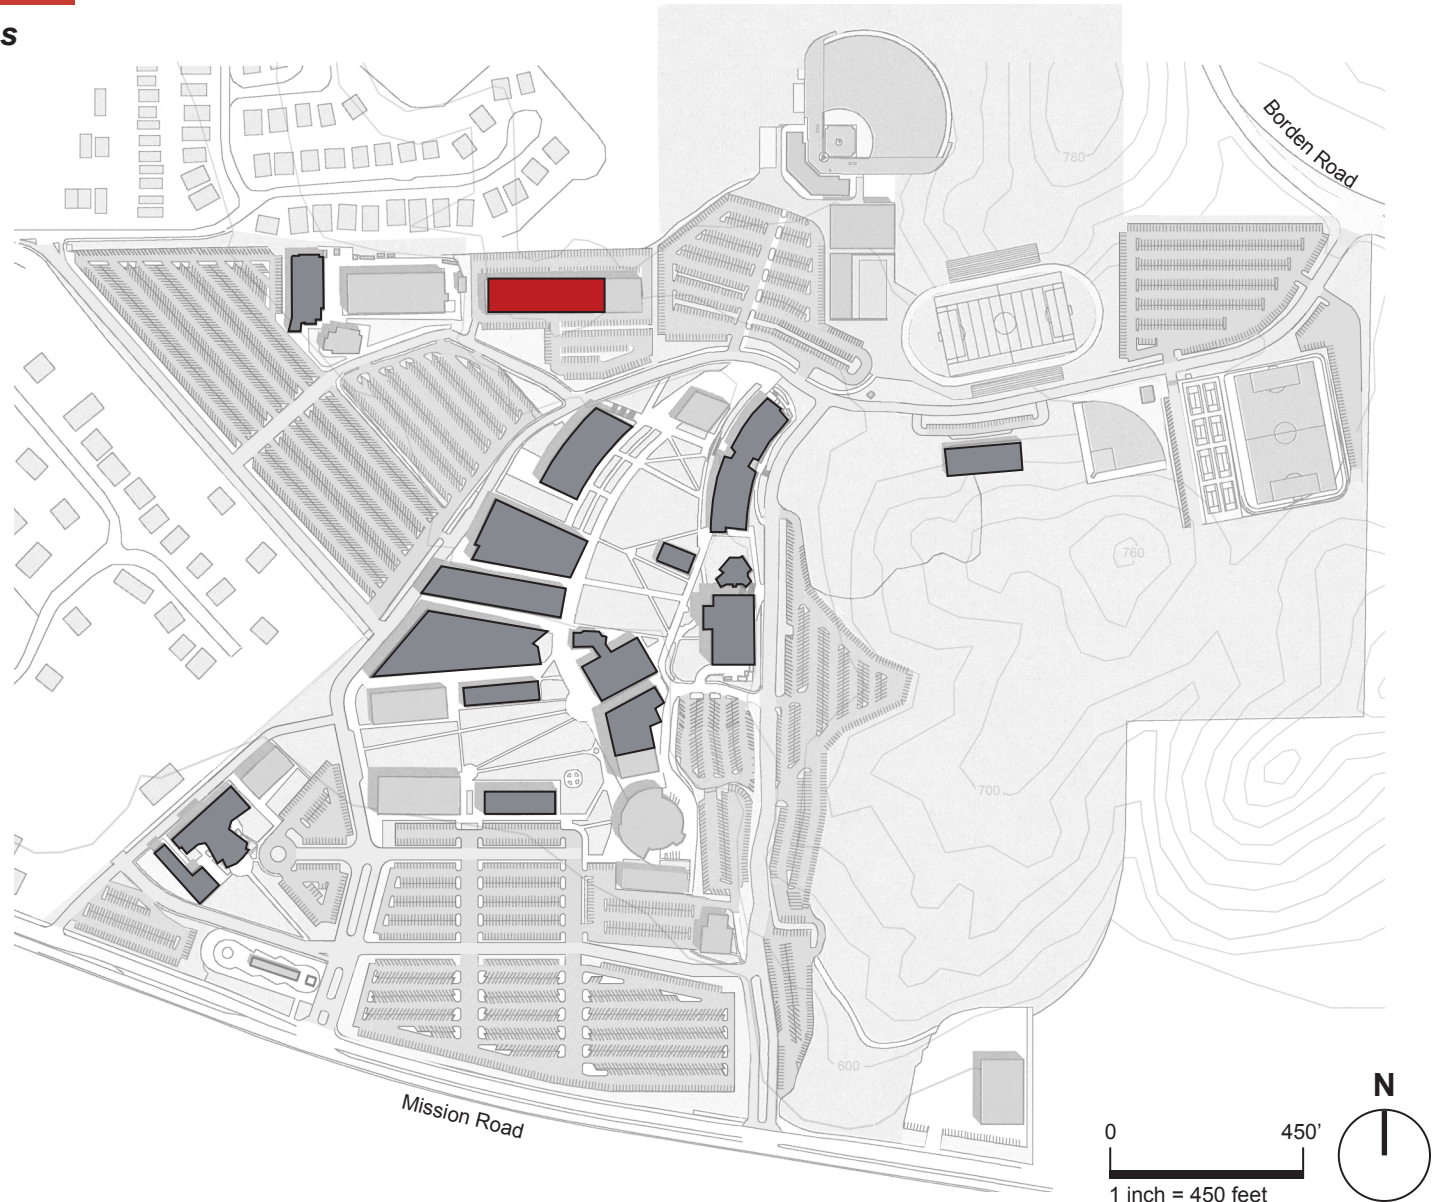 s
Borden Road
780
760
700
600
Mission Road
N
0 450’
1 inch = 450 feet